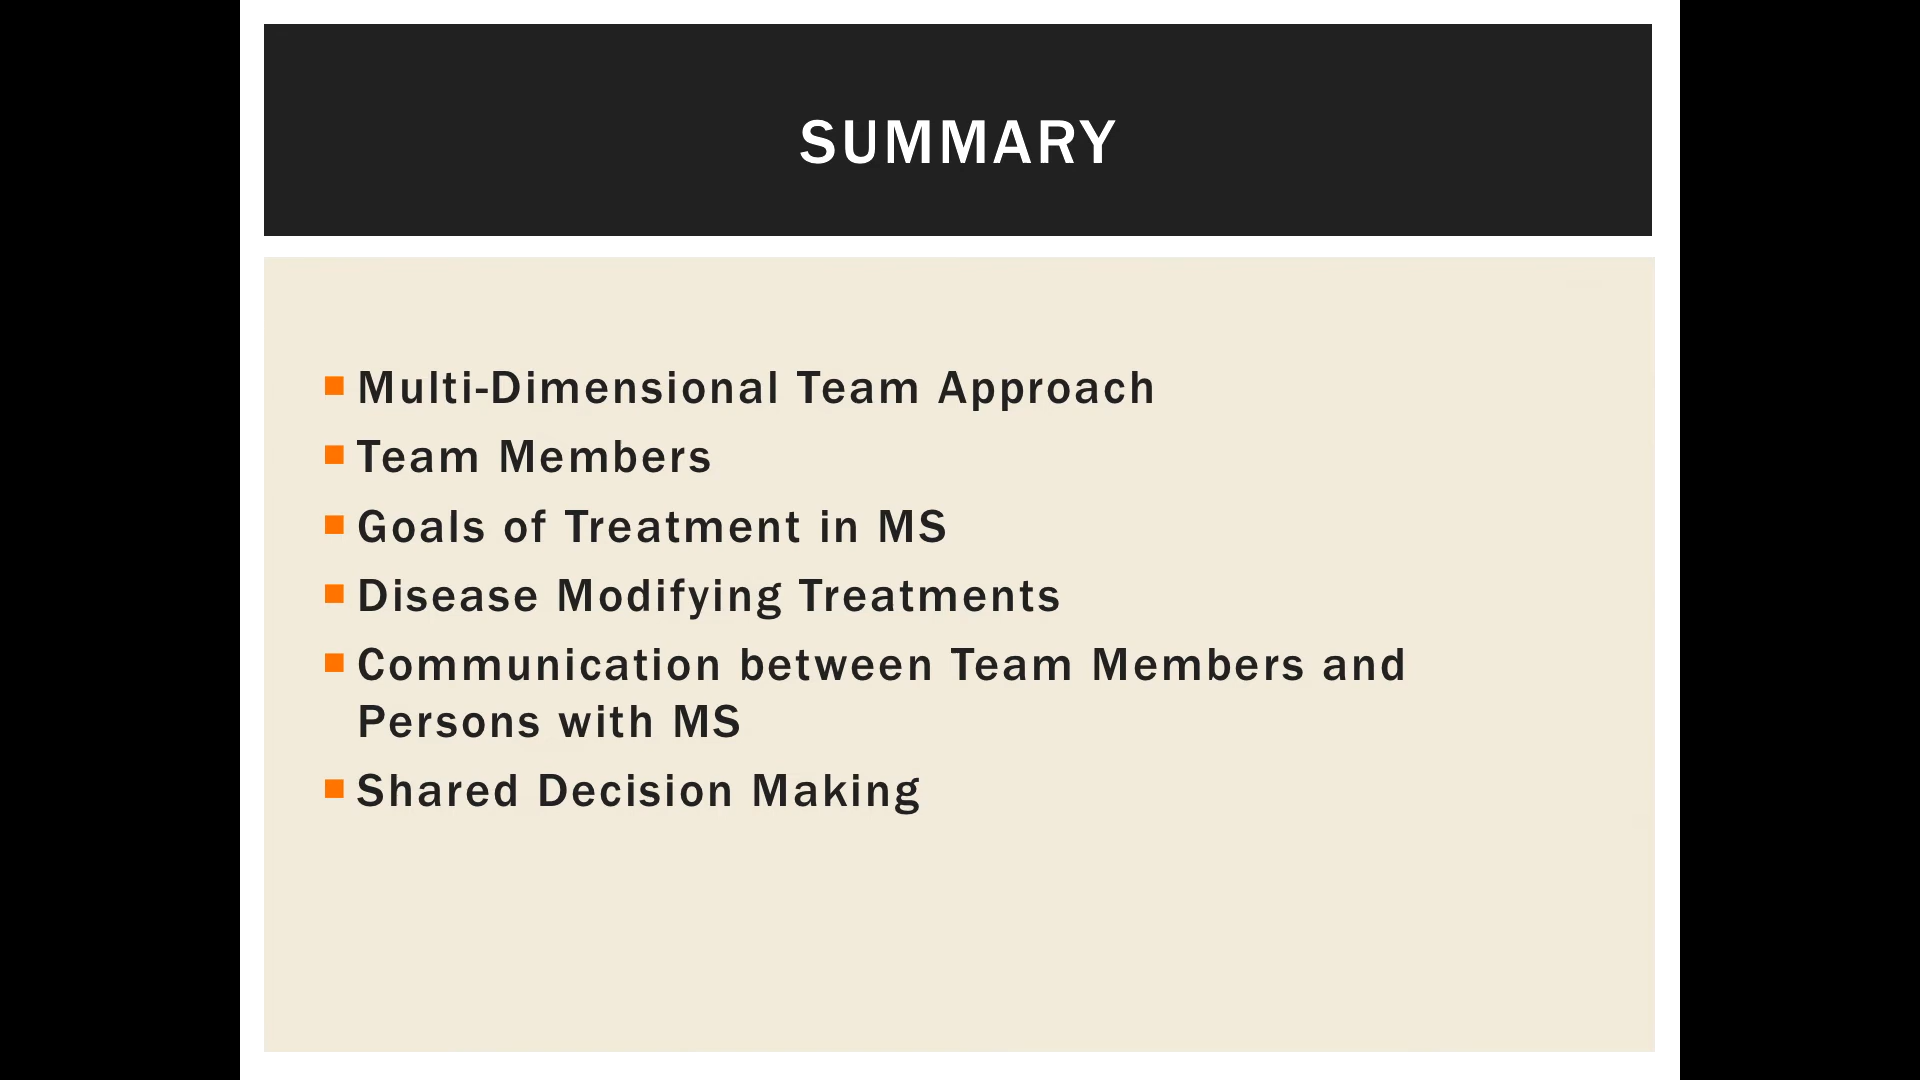 SUMMARY
Multi-Dimensional Team Approach
Team Members
Goals of Treatment in MS
Disease Modifying Treatments
Communication between Team Members and
Persons with MS
Shared Decision Making